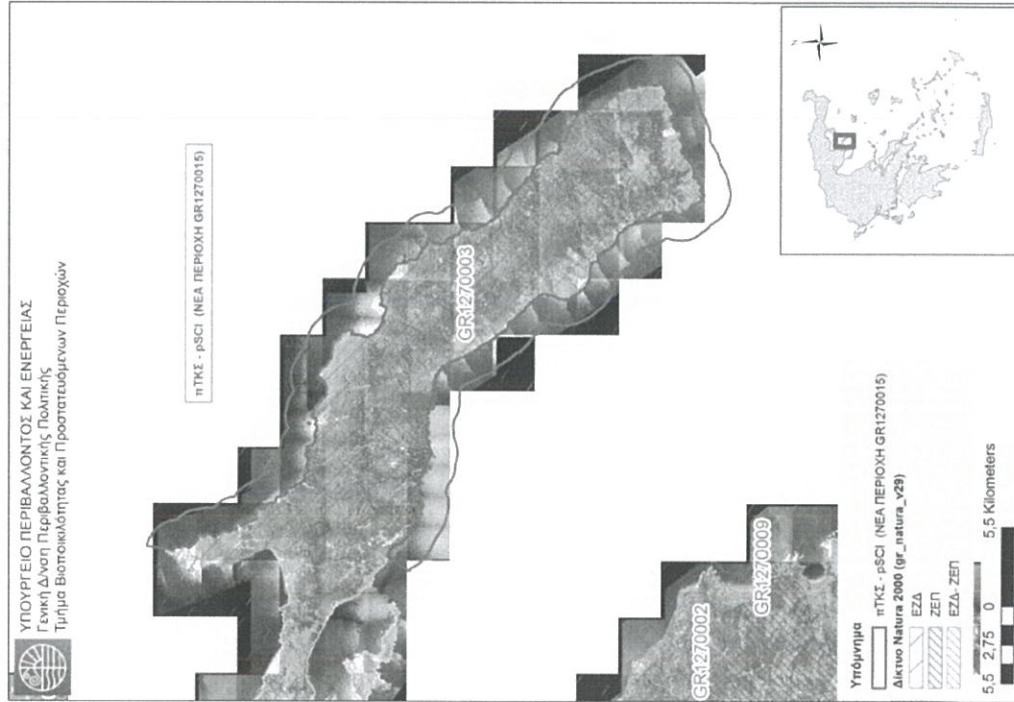 ΥΠΟΥΡΓΕΙΟ ΠΕΡΙΒΑΛΛΟΝΤΟΣ ΚΑΙ ΕΝΕΡΓΕΙΑΣ
Γενική Δ/νση Περιβαλλοντικής Πολιτικής
Τμήμα Βιοποικιλότητας και Προστατευόμενων Περιοχών
πΤΚΣ - pSCI (ΝΕΑ ΠΕΡΙΟΧΗ GR1270015)
GR1270003
GR1270002
GR1270009
Υπόμνημα
πΤΚΣ - pSCI (ΝΕΑ ΠΕΡΙΟΧΗ GR1270015)
Δίκτυο Natura 2000 (gr_natura_v29)
ΕΖΔ
ΖΕΠ
ΕΖΔ- ΖΕΠ
5,5 2,75 0 5,5 Kilometers